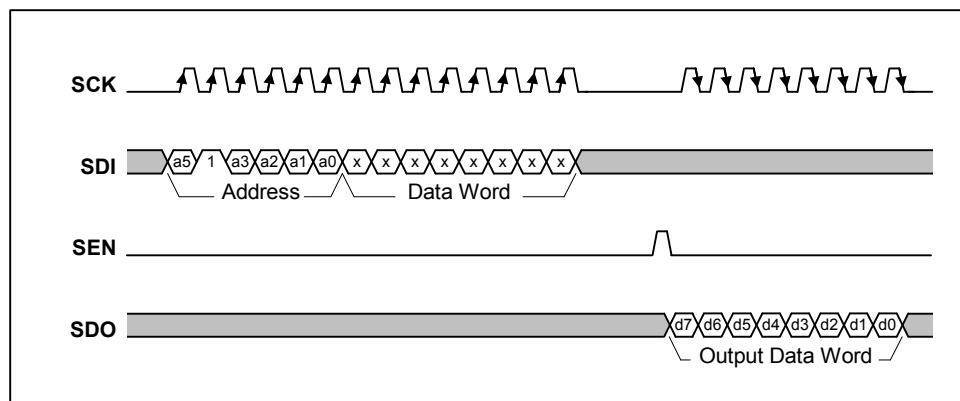 SCK
SDI a5 1 a3 a2 a1 a0 x x x x x x x x
Address Data Word
SEN
SDO d7 d6 d5 d4 d3 d2 d1 d0
Output Data Word